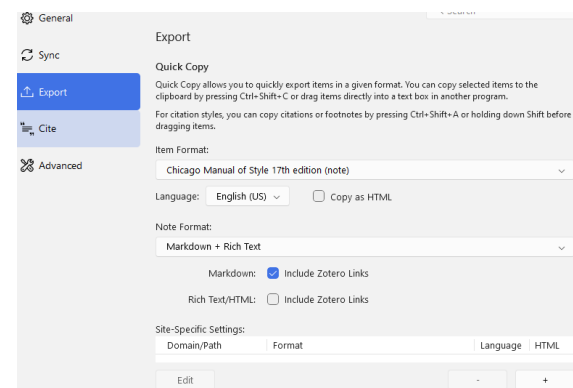 General
Sync
Export
Cite
Advanced
Search
Export
Quick Copy
Quick Copy allows you to quickly export items in a given format. You can copy selected items to the
clipboard by pressing Ctrl+Shift+C or drag items directly into a text box in another program.
For citation styles, you can copy citations or footnotes by pressing Ctrl+Shift+A or holding down Shift before
dragging items.
Item Format:
Chicago Manual of Style 17th edition (note)
Language: English (US) Copy as HTML
Note Format:
Markdown + Rich Text
Markdown: Include Zotero Links
Rich Text/HTML: Include Zotero Links
Site-Specific Settings:
Domain/Path Format Language HTML
Edit - +